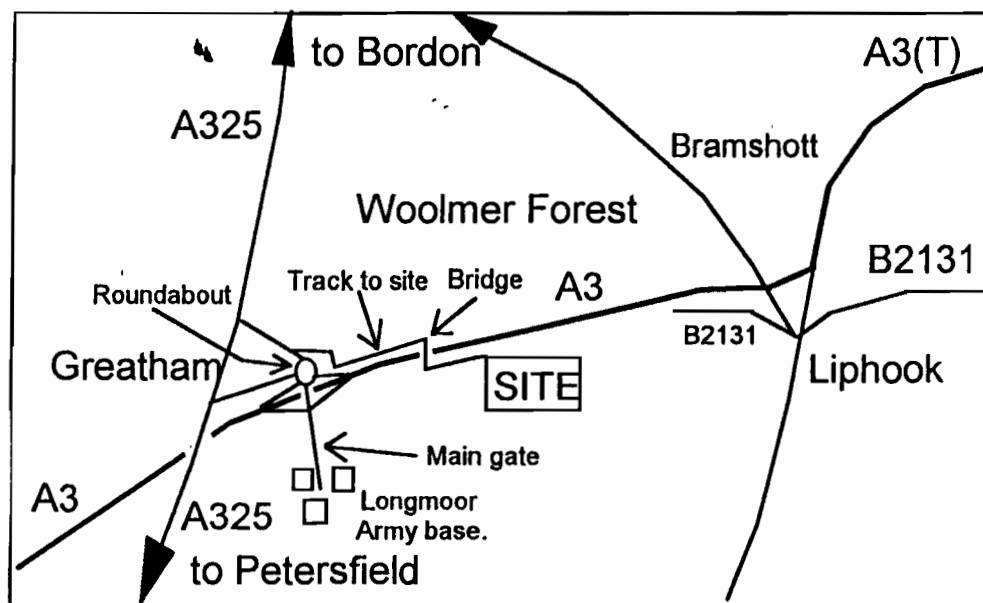 to Bordon
A3(T)
A325
Bramshott
Woolmer Forest
B2131
Track to site
Bridge
A3
Roundabout
B2131
Greatham
Liphook
SITE
Main gate
A3
Longmoor
Army base.
A325
to Petersfield